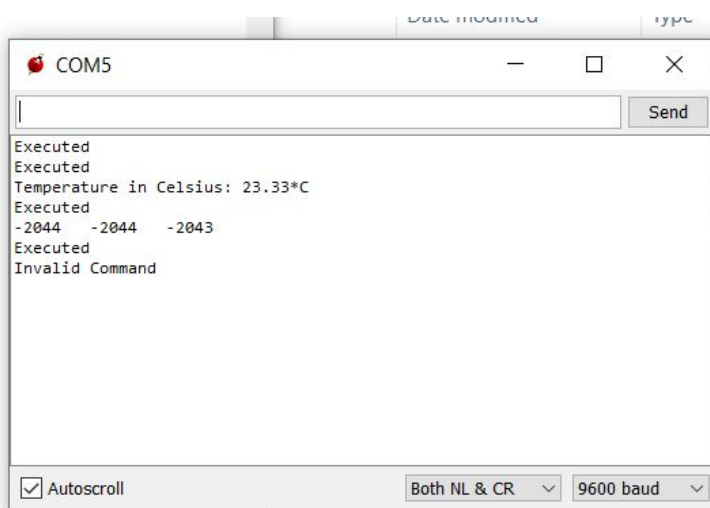 Date modified Type
COM5
Send
Executed
Executed
Temperature in Celsius: 23.33*C
Executed
-2044 -2044 -2043
Executed
Invalid Command
Autoscroll Both NL & CR 9600 baud